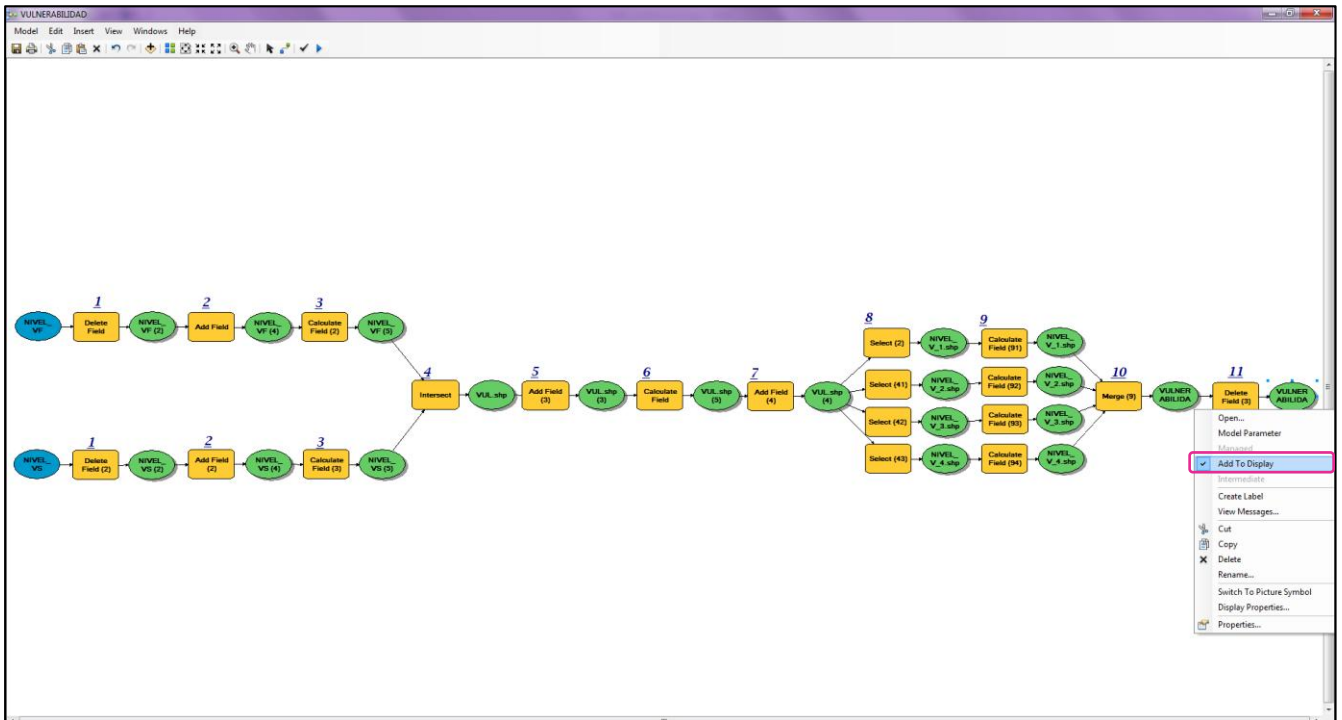 VULNERABILIDAD
Model Edit Insert View Windows Help
1
2
3
NIVEL_
VF
Delete
Field
NIVEL_
VF (2)
Add Field
NIVEL_
VF (4)
Calculate
Field (2)
NIVEL_
VF (5)
1
2
3
NIVEL_
VS
Delete
Field (2)
NIVEL_
VS (2)
Add Field
(2)
NIVEL_
VS (4)
Calculate
Field (3)
NIVEL_
VS (5)
4
Intersect
VUL.shp
5
Add Field
(3)
VUL.shp
(3)
6
Calculate
Field
VUL.shp
(5)
7
Add Field
(4)
VUL.shp
(4)
8
9
Select (2)
NIVEL_
V_1.shp
Calculate
Field (91)
NIVEL_
V_1.shp
Select (41)
NIVEL_
V_2.shp
Calculate
Field (92)
NIVEL_
V_2.shp
Select (42)
NIVEL_
V_3.shp
Calculate
Field (93)
NIVEL_
V_3.shp
Select (43)
NIVEL_
V_4.shp
Calculate
Field (94)
NIVEL_
V_4.shp
10
Merge (9)
VULNER
ABILIDA
11
Delete
Field (3)
VULNER
ABILIDA
Open...
Model Parameter
Managed
Add To Display
Intermediate
Create Label
View Messages...
Cut
Copy
Delete
Rename...
Switch To Picture Symbol
Display Properties...
Properties...